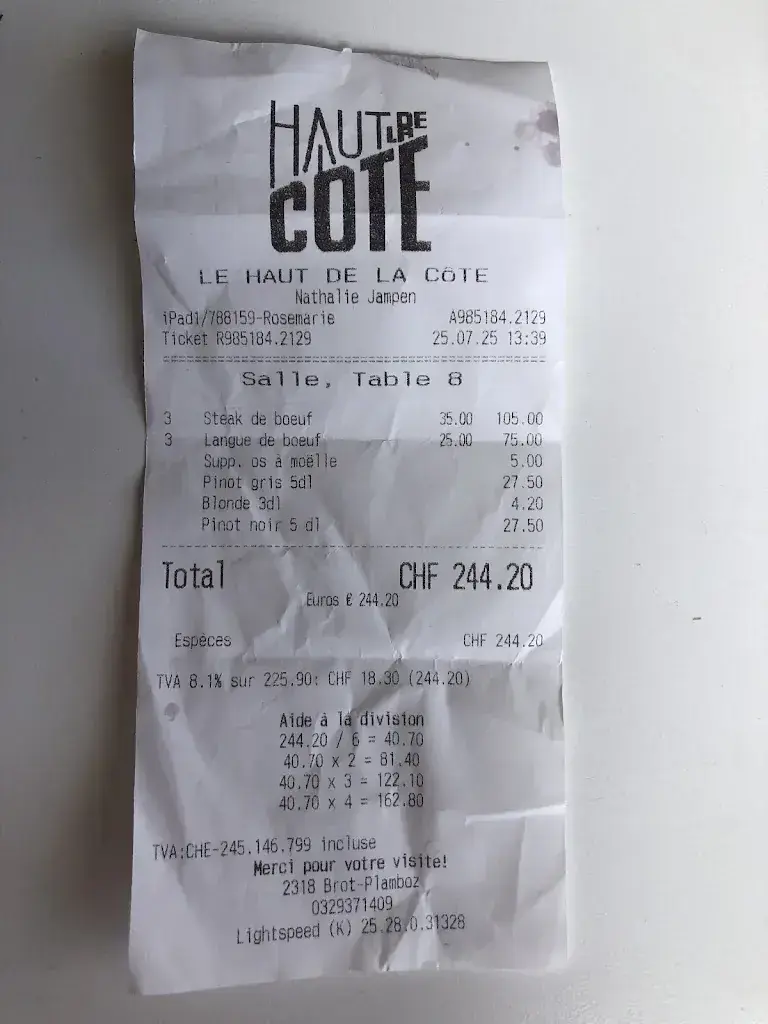 HAUT DE LA
CÔTE
LE HAUT DE LA CÔTE
Nathalie Jampen
iPad1/788159-Rosemarie A985184.2129
Ticket R985184.2129 25.07.25 13:39
Salle, Table 8
3 Steak de boeuf 35.00 105.00
3 Langue de boeuf 25.00 75.00
Supp. os à moëlle 5.00
Pinot gris 5dl 27.50
Blonde 3dl 4.20
Pinot noir 5 dl 27.50
Total CHF 244.20
Euros € 244.20
Espèces CHF 244.20
TVA 8.1% sur 225.90: CHF 18.30 (244.20)
Aide à la division
244.20 / 6 = 40.70
40.70 x 2 = 81.40
40.70 x 3 = 122.10
40.70 x 4 = 162.80
TVA:CHE-245.146.799 incluse
Merci pour votre visite!
2318 Brot-Plamboz
0329371409
Lightspeed (K) 25.28.0.31328